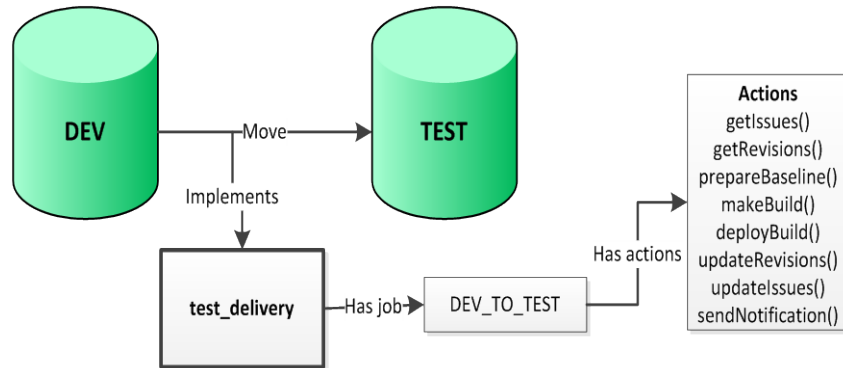 DEV
Move
TEST
Implements
test_delivery
Has job
DEV_TO_TEST
Has actions
Actions
getIssues()
getRevisions()
prepareBaseline()
makeBuild()
deployBuild()
updateRevisions()
updateIssues()
sendNotification()